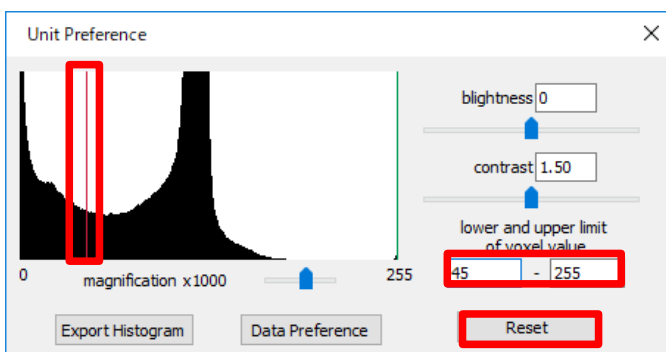 Unit Preference
blightness 0
contrast 1.50
lower and upper limit
of voxel value
45 - 255
0 magnification x1000 255
Export Histogram Data Preference Reset